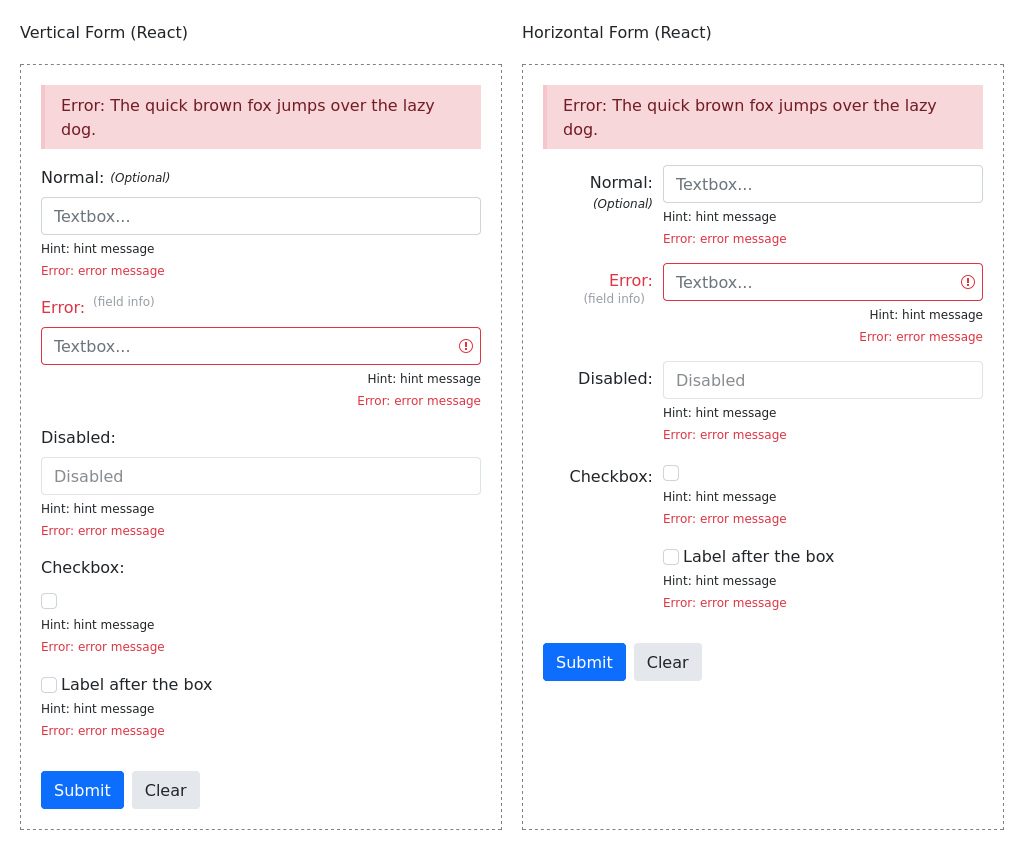 Vertical Form (React)
Error: The quick brown fox jumps over the lazy
dog.
Normal: (Optional)
Textbox...
Hint: hint message
Error: error message
Error: (field info)
Textbox...
Hint: hint message
Error: error message
Disabled:
Disabled
Hint: hint message
Error: error message
Checkbox:
Hint: hint message
Error: error message
Label after the box
Hint: hint message
Error: error message
Submit Clear
Horizontal Form (React)
Error: The quick brown fox jumps over the lazy
dog.
Normal: Textbox...
(Optional)
Hint: hint message
Error: error message
Error: Textbox...
(field info)
Hint: hint message
Error: error message
Disabled: Disabled
Hint: hint message
Error: error message
Checkbox:
Hint: hint message
Error: error message
Label after the box
Hint: hint message
Error: error message
Submit Clear